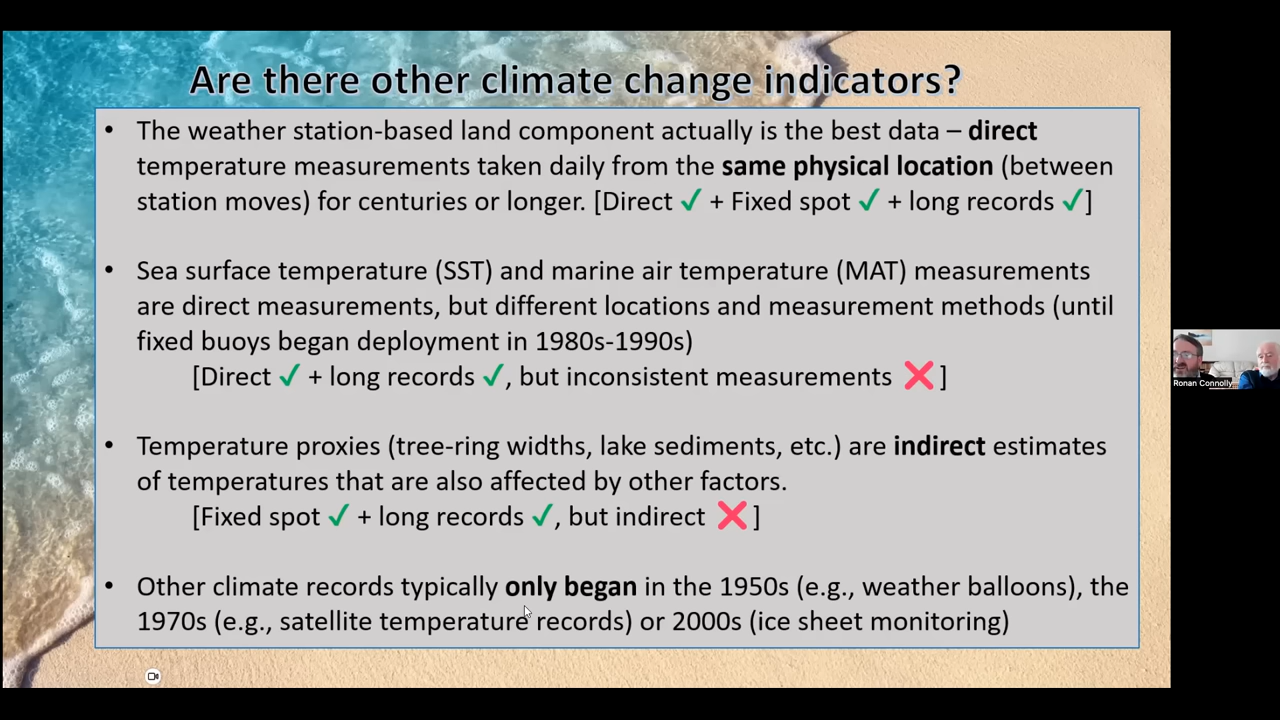 Are there other climate change indicators?
• The weather station-based land component actually is the best data – direct
temperature measurements taken daily from the same physical location (between
station moves) for centuries or longer. [Direct ✓ + Fixed spot ✓ + long records ✓]
• Sea surface temperature (SST) and marine air temperature (MAT) measurements
are direct measurements, but different locations and measurement methods (until
fixed buoys began deployment in 1980s-1990s)
[Direct ✓ + long records ✓, but inconsistent measurements ❌]
• Temperature proxies (tree-ring widths, lake sediments, etc.) are indirect estimates
of temperatures that are also affected by other factors.
[Fixed spot ✓ + long records ✓, but indirect ❌]
• Other climate records typically only began in the 1950s (e.g., weather balloons), the
1970s (e.g., satellite temperature records) or 2000s (ice sheet monitoring)
Ronan Connolly